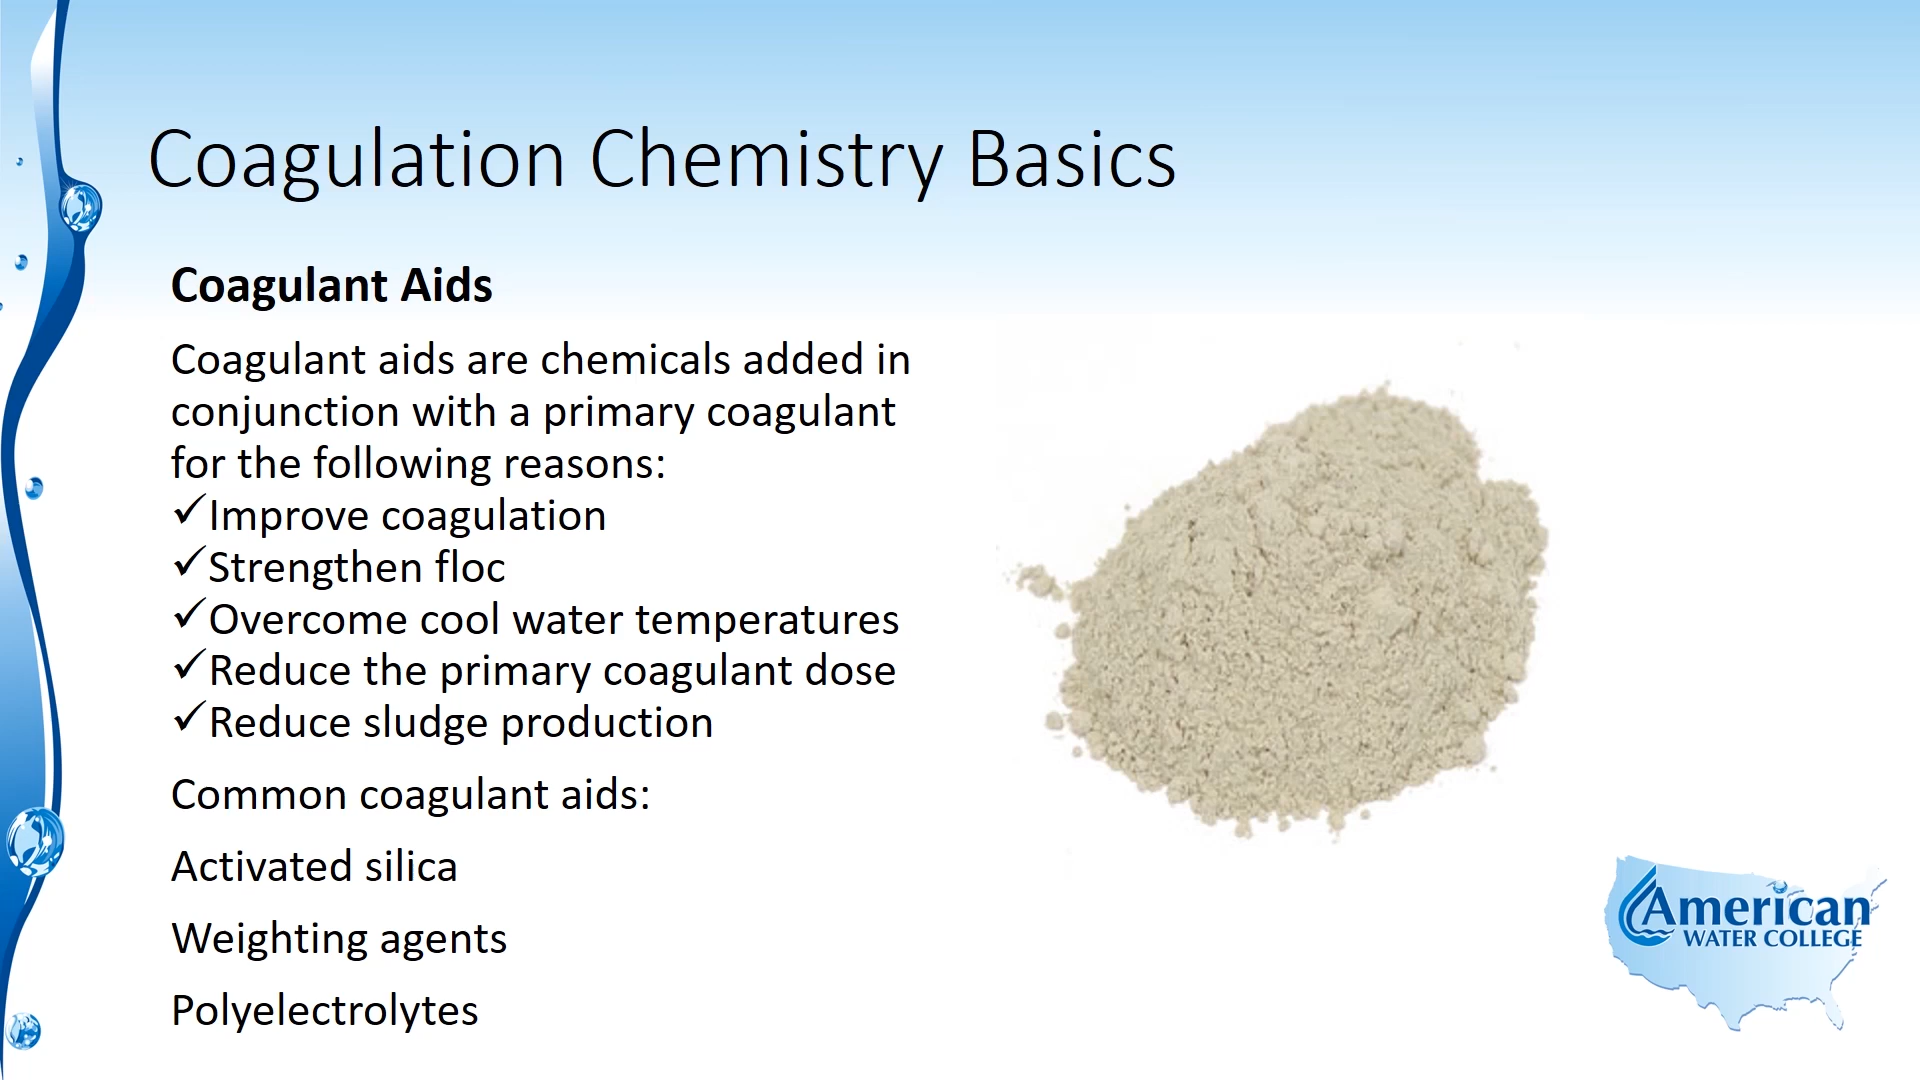 Coagulation Chemistry Basics
Coagulant Aids
Coagulant aids are chemicals added in
conjunction with a primary coagulant
for the following reasons:
✓Improve coagulation
✓Strengthen floc
✓Overcome cool water temperatures
✓Reduce the primary coagulant dose
✓Reduce sludge production
Common coagulant aids:
Activated silica
Weighting agents
Polyelectrolytes
American
WATER COLLEGE